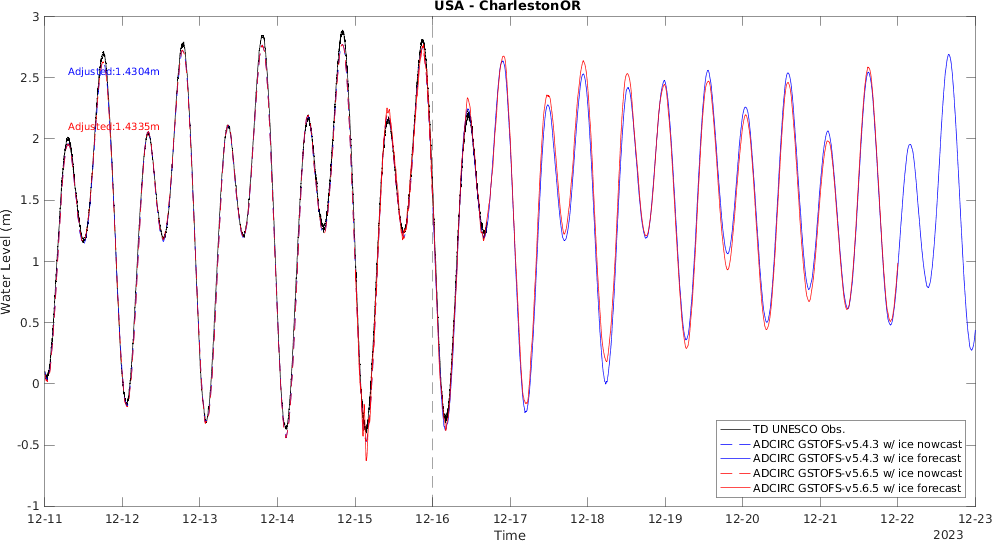 USA - CharlestonOR
3
2.5
2
1.5
1
0.5
0
-0.5
-1
Water Level (m)
Adjusted:1.4304m
Adjusted:1.4335m
TD UNESCO Obs.
ADCIRC GSTOFS-v5.4.3 w/ ice nowcast
ADCIRC GSTOFS-v5.4.3 w/ ice forecast
ADCIRC GSTOFS-v5.6.5 w/ ice nowcast
ADCIRC GSTOFS-v5.6.5 w/ ice forecast
12-11 12-12 12-13 12-14 12-15 12-16 12-17 12-18 12-19 12-20 12-21 12-22 12-23
Time
2023